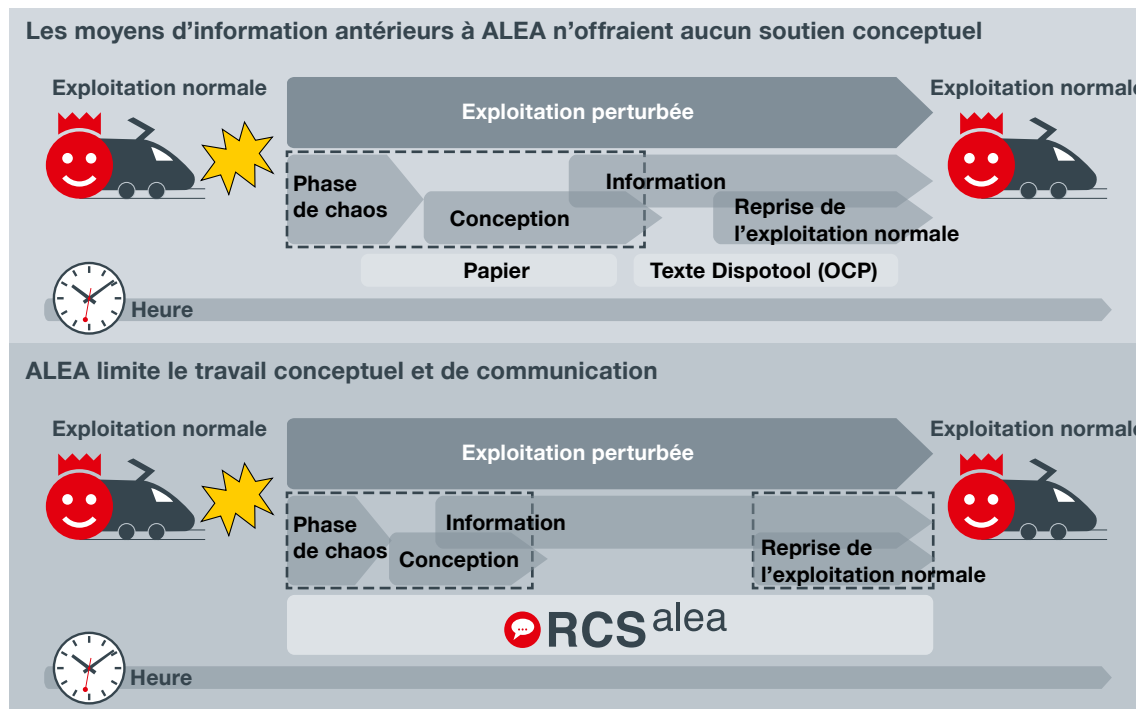 Les moyens d’information antérieurs à ALEA n’offraient aucun soutien conceptuel
Exploitation normale
Exploitation perturbée
Exploitation normale
Phase
de chaos
Information
Conception
Reprise de
l’exploitation normale
Papier
Texte Dispotool (OCP)
Heure
ALEA limite le travail conceptuel et de communication
Exploitation normale
Exploitation perturbée
Exploitation normale
Phase
de chaos
Information
Conception
Reprise de
l’exploitation normale
RCS alea
Heure